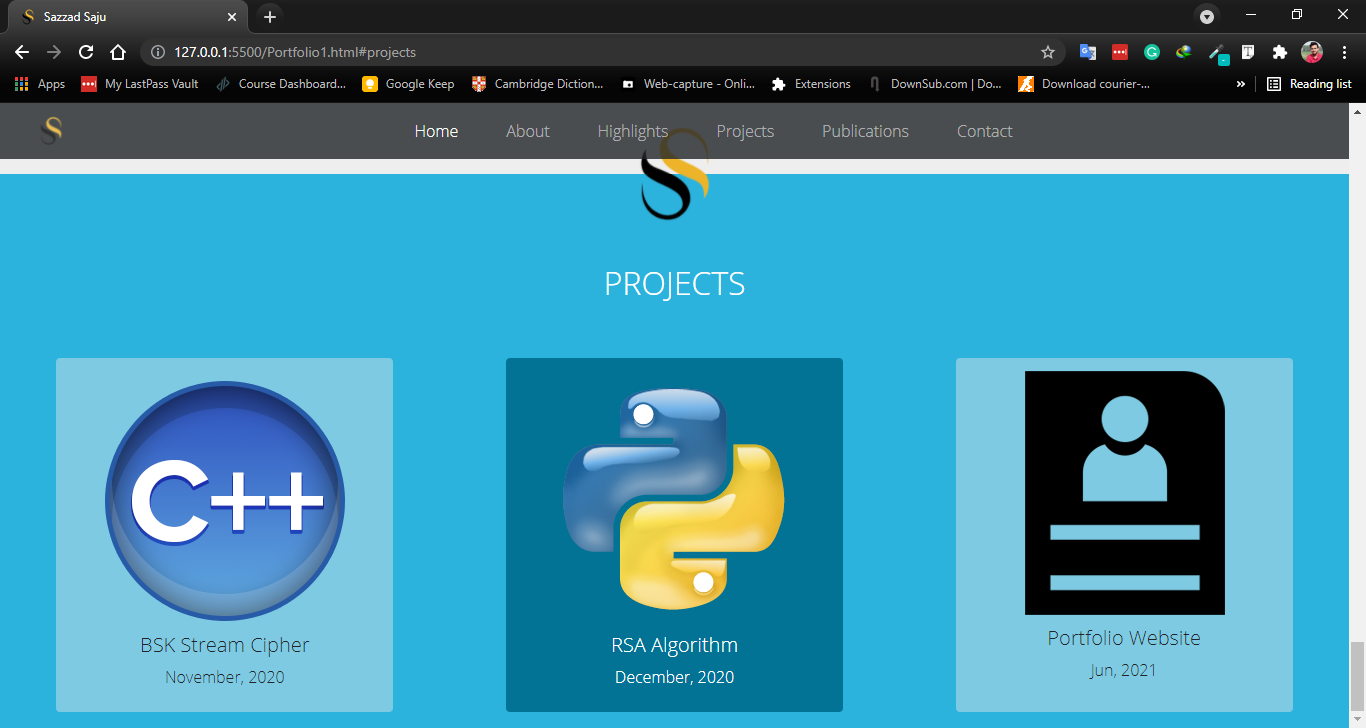 Sazzad Saju
127.0.0.1:5500/Portfolio1.html#projects
Apps My LastPass Vault Course Dashboard... Google Keep Cambridge Diction... Web-capture - Onli... Extensions DownSub.com | Do... Download courier-... » Reading list
Home About Highlights Projects Publications Contact
PROJECTS
C++
BSK Stream Cipher
November, 2020
RSA Algorithm
December, 2020
Portfolio Website
Jun, 2021